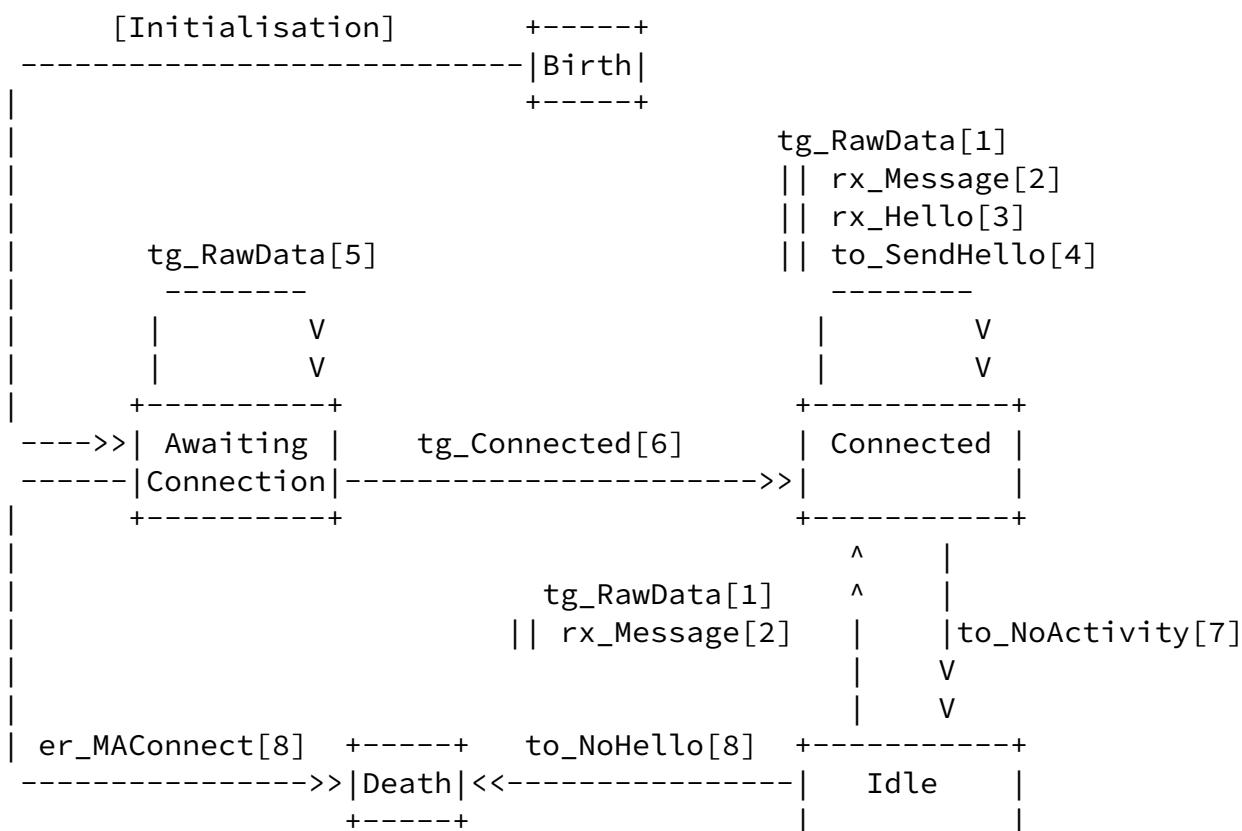 [Initialisation]
Birth
tg_RawData[1]
|| rx_Message[2]
|| rx_Hello[3]
tg_RawData[5] || to_SendHello[4]
V V
V V
Awaiting tg_Connected[6] Connected
Connection
^
tg_RawData[1] ^
|| rx_Message[2] to_NoActivity[7]
V
V
er_MAConnect[8] to_NoHello[8]
Death Idle